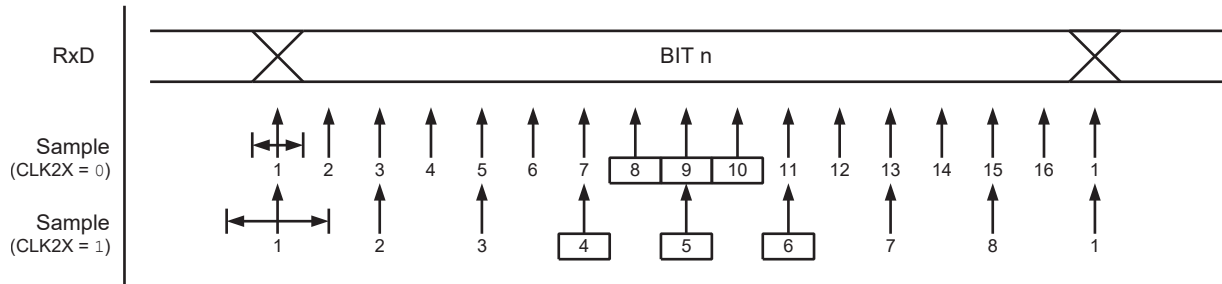 RxD
BIT n
Sample
(CLK2X = 0)
1 2 3 4 5 6 7 8 9 10 11 12 13 14 15 16 1
Sample
(CLK2X = 1)
1 2 3 4 5 6 7 8 1